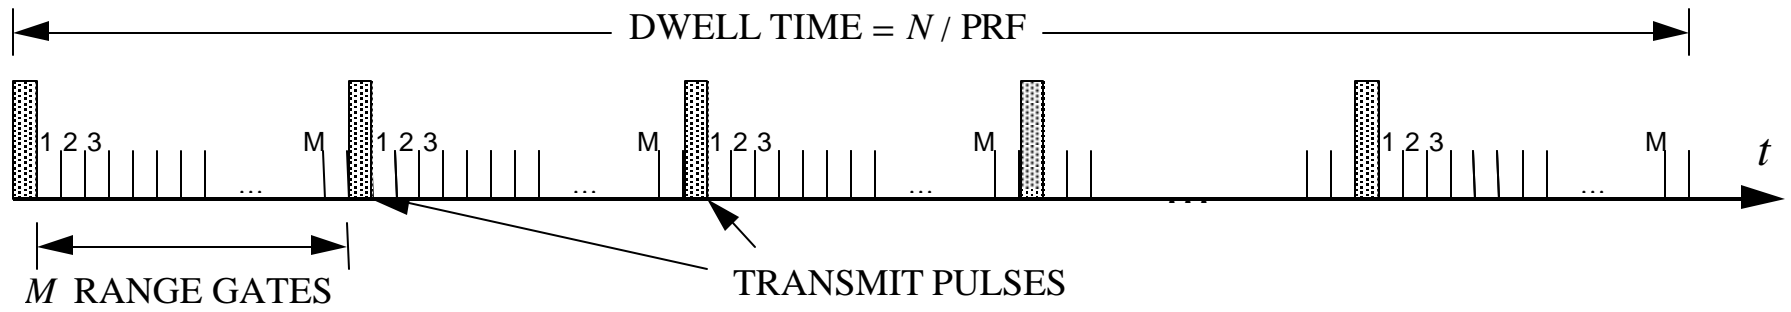 DWELL TIME = N / PRF
1 2 3 ... M 1 2 3 ... M 1 2 3 ... M ... 1 2 3 ... M t
M RANGE GATES
TRANSMIT PULSES